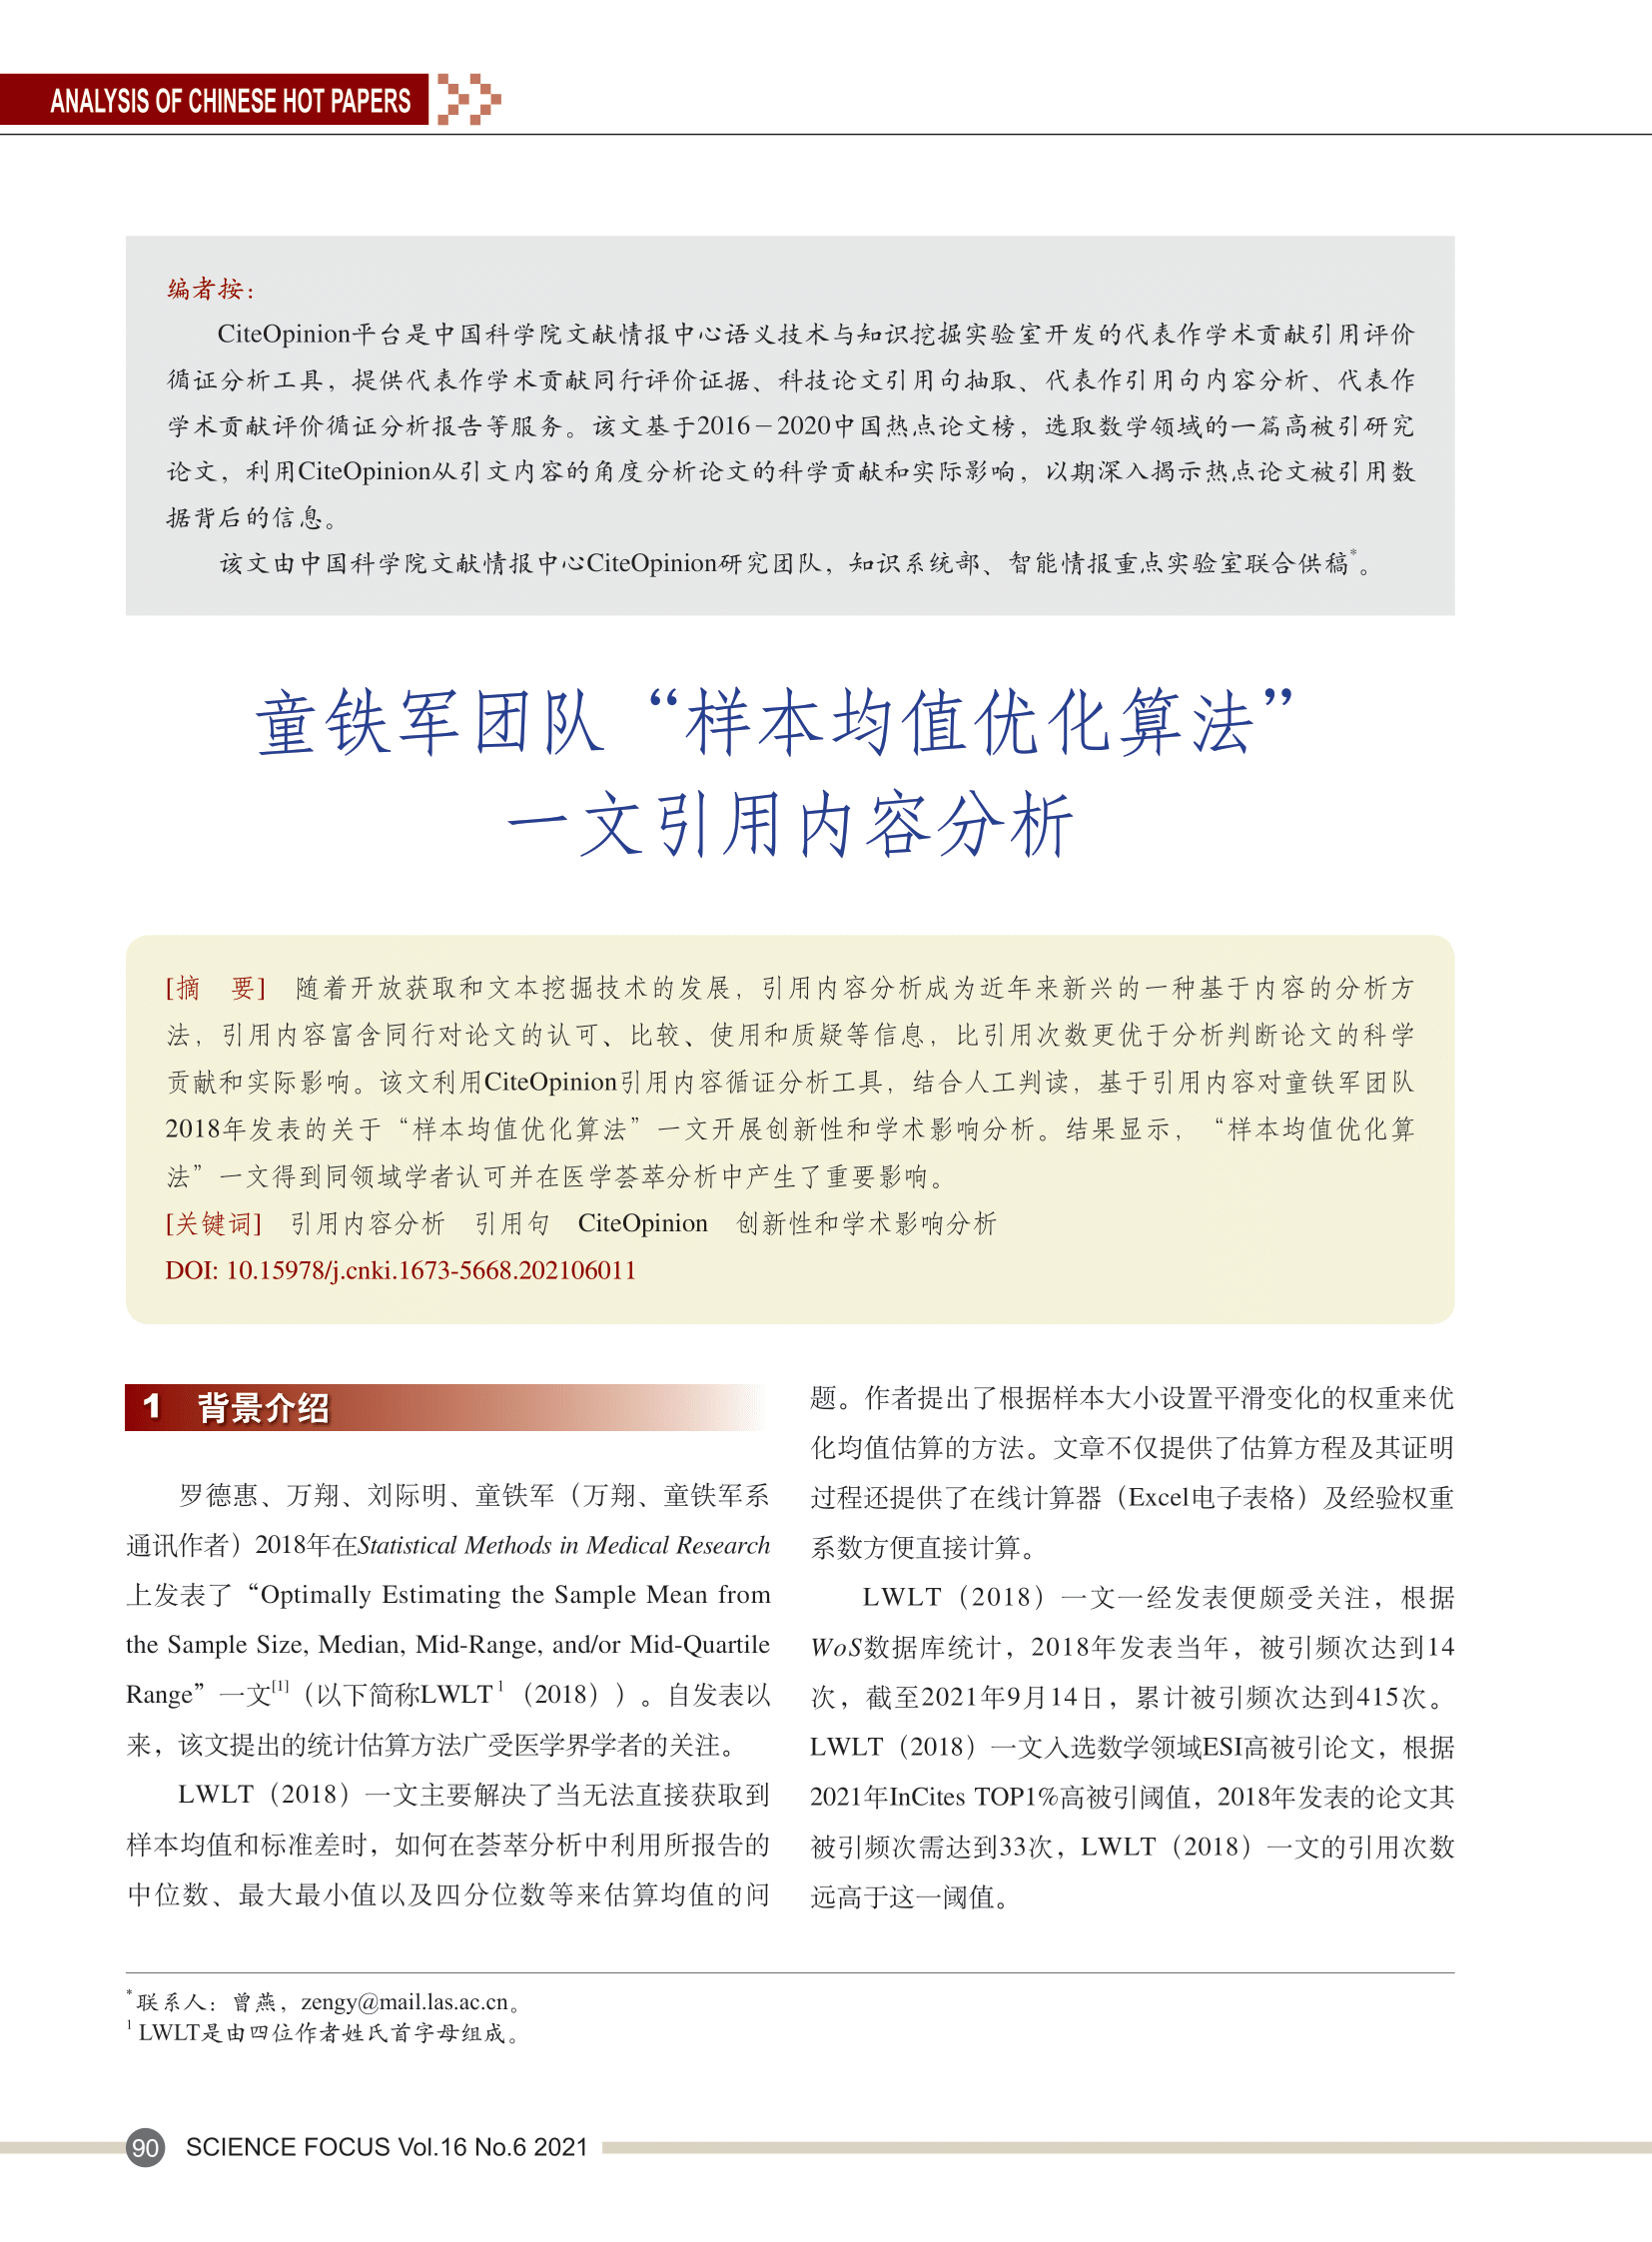 ANALYSIS OF CHINESE HOT PAPERS
编者按：
CiteOpinion平台是中国科学院文献情报中心语义技术与知识挖掘实验室开发的代表作学术贡献引用评价
循证分析工具，提供代表作学术贡献同行评价证据、科技论文引用句抽取、代表作引用句内容分析、代表作
学术贡献评价循证分析报告等服务。该文基于2016－2020中国热点论文榜，选取数学领域的一篇高被引研究
论文，利用CiteOpinion从引文内容的角度分析论文的科学贡献和实际影响，以期深入揭示热点论文被引用数
据背后的信息。
该文由中国科学院文献情报中心CiteOpinion研究团队，知识系统部、智能情报重点实验室联合供稿*。
童铁军团队“样本均值优化算法”
一文引用内容分析
[摘　要]　随着开放获取和文本挖掘技术的发展，引用内容分析成为近年来新兴的一种基于内容的分析方
法，引用内容富含同行对论文的认可、比较、使用和质疑等信息，比引用次数更优于分析判断论文的科学
贡献和实际影响。该文利用CiteOpinion引用内容循证分析工具，结合人工判读，基于引用内容对童铁军团队
2018年发表的关于“样本均值优化算法”一文开展创新性和学术影响分析。结果显示，“样本均值优化算
法”一文得到同领域学者认可并在医学荟萃分析中产生了重要影响。
[关键词]　引用内容分析　引用句　CiteOpinion　创新性和学术影响分析
DOI: 10.15978/j.cnki.1673-5668.202106011
1　背景介绍
罗德惠、万翔、刘际明、童铁军（万翔、童铁军系
通讯作者）2018年在Statistical Methods in Medical Research
上发表了“Optimally Estimating the Sample Mean from
the Sample Size, Median, Mid-Range, and/or Mid-Quartile
Range”一文[1]（以下简称LWLT1（2018））。自发表以
来，该文提出的统计估算方法广受医学界学者的关注。
LWLT（2018）一文主要解决了当无法直接获取到
样本均值和标准差时，如何在荟萃分析中利用所报告的
中位数、最大最小值以及四分位数等来估算均值的问
题。作者提出了根据样本大小设置平滑变化的权重来优
化均值估算的方法。文章不仅提供了估算方程及其证明
过程还提供了在线计算器（Excel电子表格）及经验权重
系数方便直接计算。
LWLT（2018）一文一经发表便颇受关注，根据
WoS数据库统计，2018年发表当年，被引频次达到14
次，截至2021年9月14日，累计被引频次达到415次。
LWLT（2018）一文入选数学领域ESI高被引论文，根据
2021年InCites TOP1%高被引阈值，2018年发表的论文其
被引频次需达到33次，LWLT（2018）一文的引用次数
远高于这一阈值。
* 联系人：曾燕，zengy@mail.las.ac.cn。
1 LWLT是由四位作者姓氏首字母组成。
90 SCIENCE FOCUS Vol.16 No.6 2021